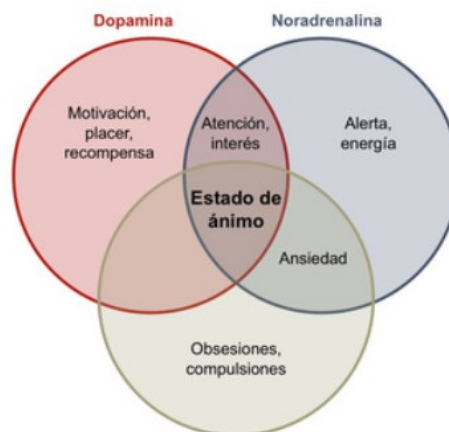 Dopamina
Noradrenalina
Motivación,
placer,
recompensa
Atención,
interés
Alerta,
energía
Estado de
ánimo
Ansiedad
Obsesiones,
compulsiones